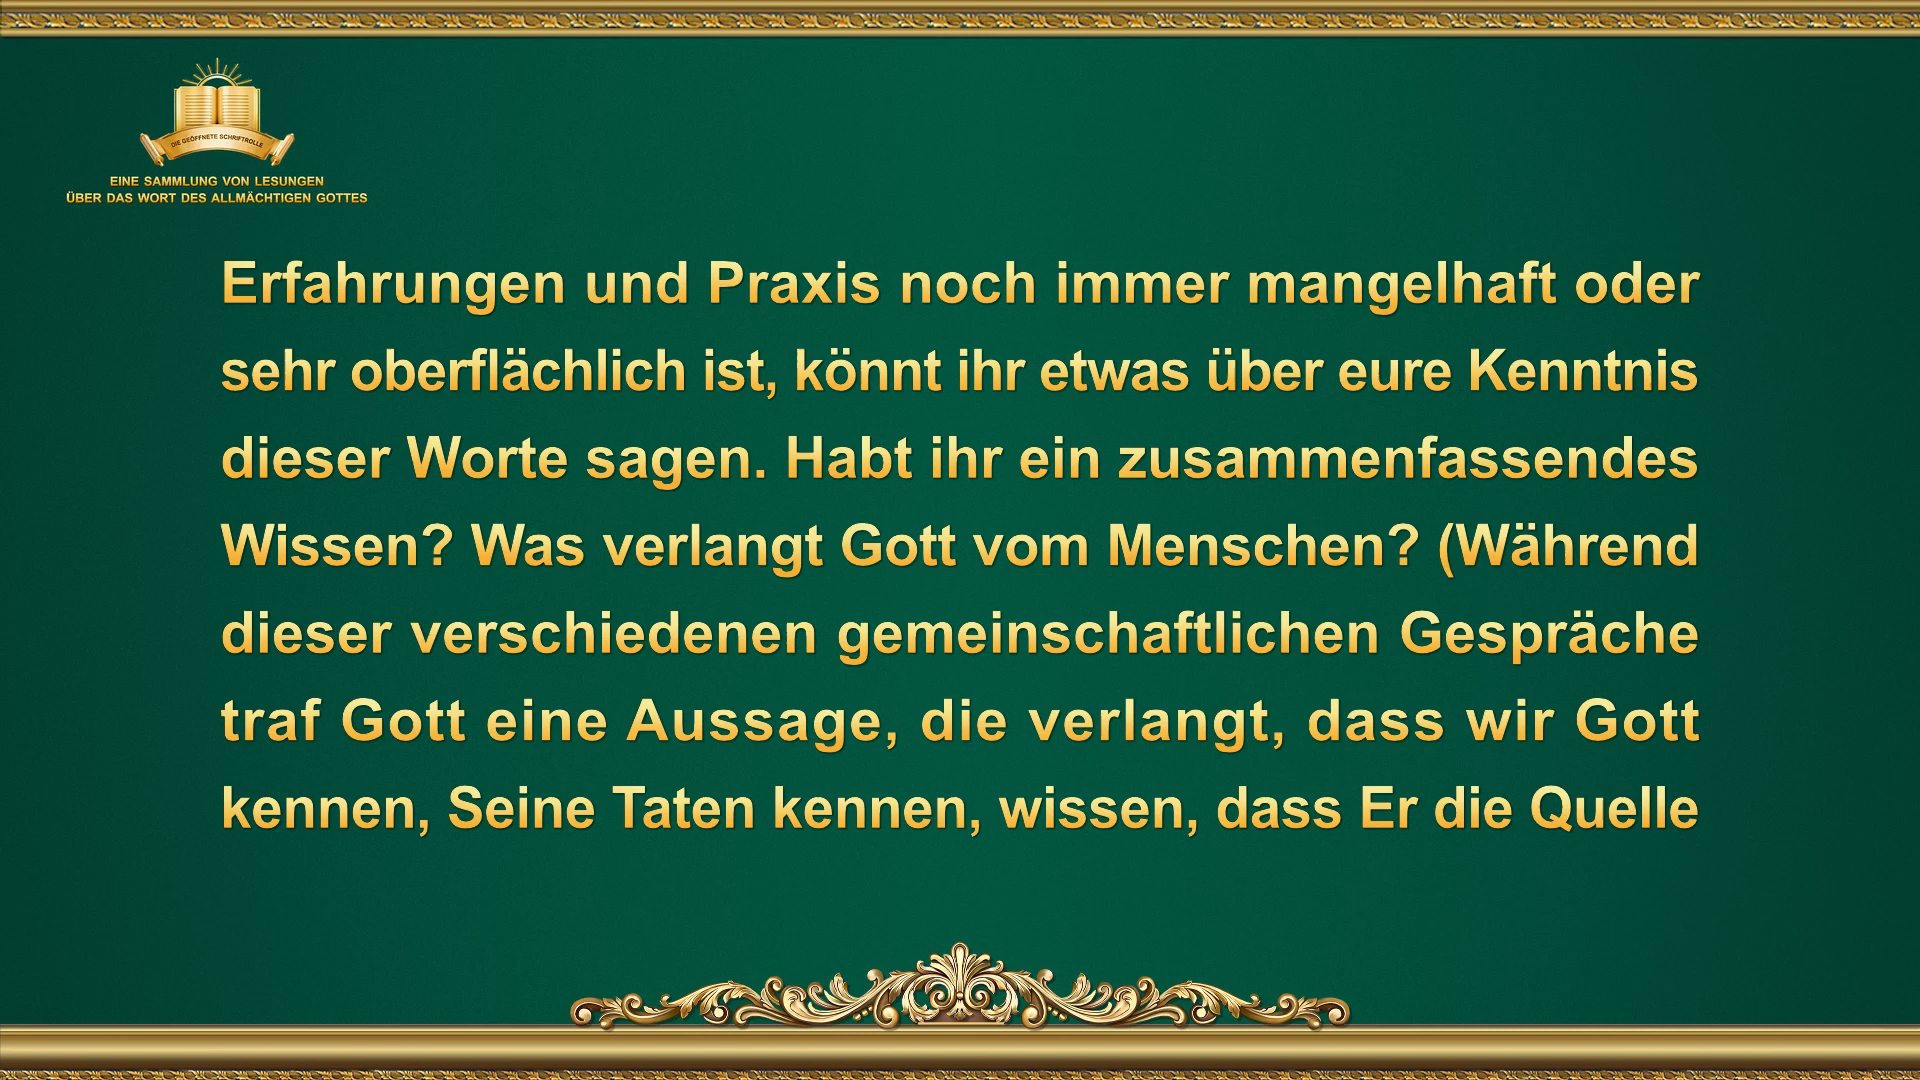 DIE GEÖFFNETE SCHRIFTROLLE
EINE SAMMLUNG VON LESUNGEN
ÜBER DAS WORT DES ALLMÄCHTIGEN GOTTES
Erfahrungen und Praxis noch immer mangelhaft oder
sehr oberflächlich ist, könnt ihr etwas über eure Kenntnis
dieser Worte sagen. Habt ihr ein zusammenfassendes
Wissen? Was verlangt Gott vom Menschen? (Während
dieser verschiedenen gemeinschaftlichen Gespräche
traf Gott eine Aussage, die verlangt, dass wir Gott
kennen, Seine Taten kennen, wissen, dass Er die Quelle